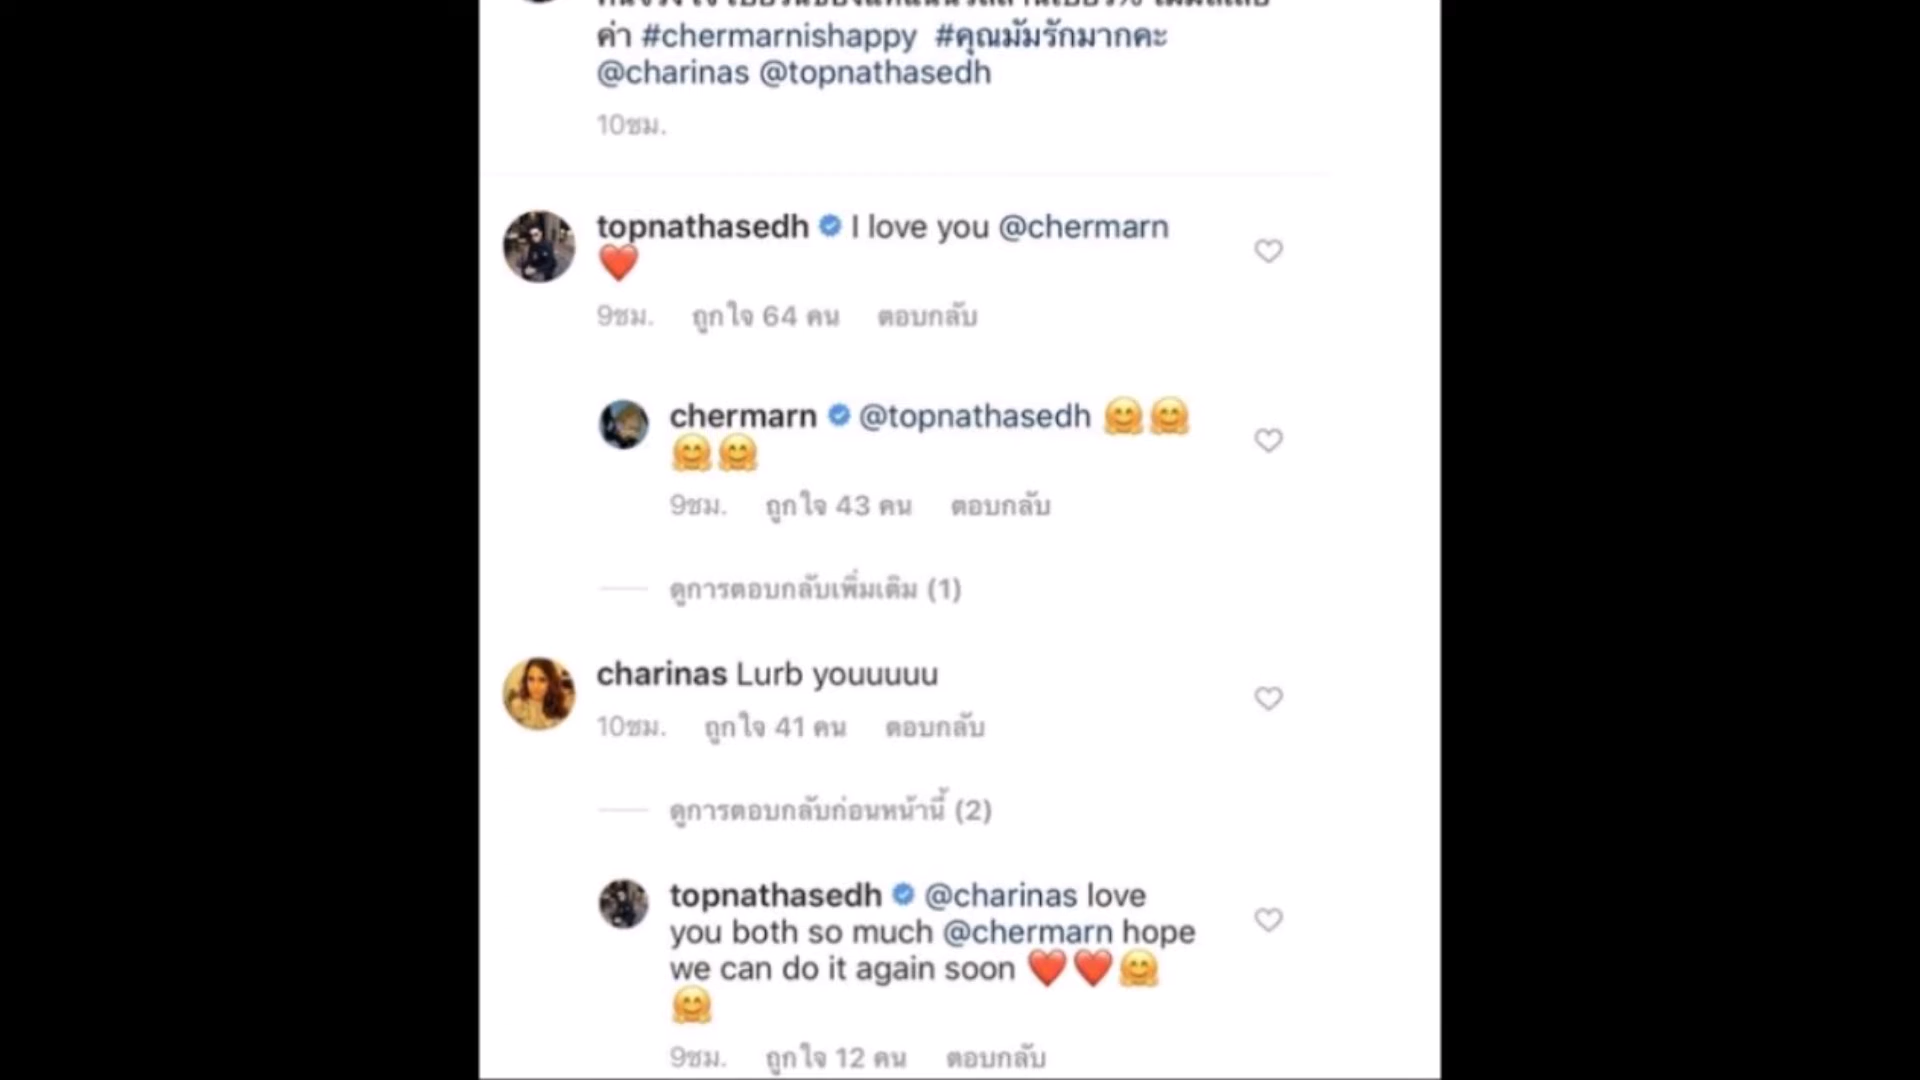 ค่า #chermarnishappy #คุณมัมรักมากคะ
@charinas @topnathasedh
10ชม.
topnathasedh I love you @chermarn
❤️
9ชม. ถูกใจ 64 คน ตอบกลับ
chermarn @topnathasedh 🤗🤗
🤗🤗
9ชม. ถูกใจ 43 คน ตอบกลับ
ดูการตอบกลับเพิ่มเติม (1)
charinas Lurb youuuuu
10ชม. ถูกใจ 41 คน ตอบกลับ
ดูการตอบกลับก่อนหน้านี้ (2)
topnathasedh @charinas love
you both so much @chermarn hope
we can do it again soon ❤️❤️🤗
🤗
9ชม. ถูกใจ 12 คน ตอบกลับ